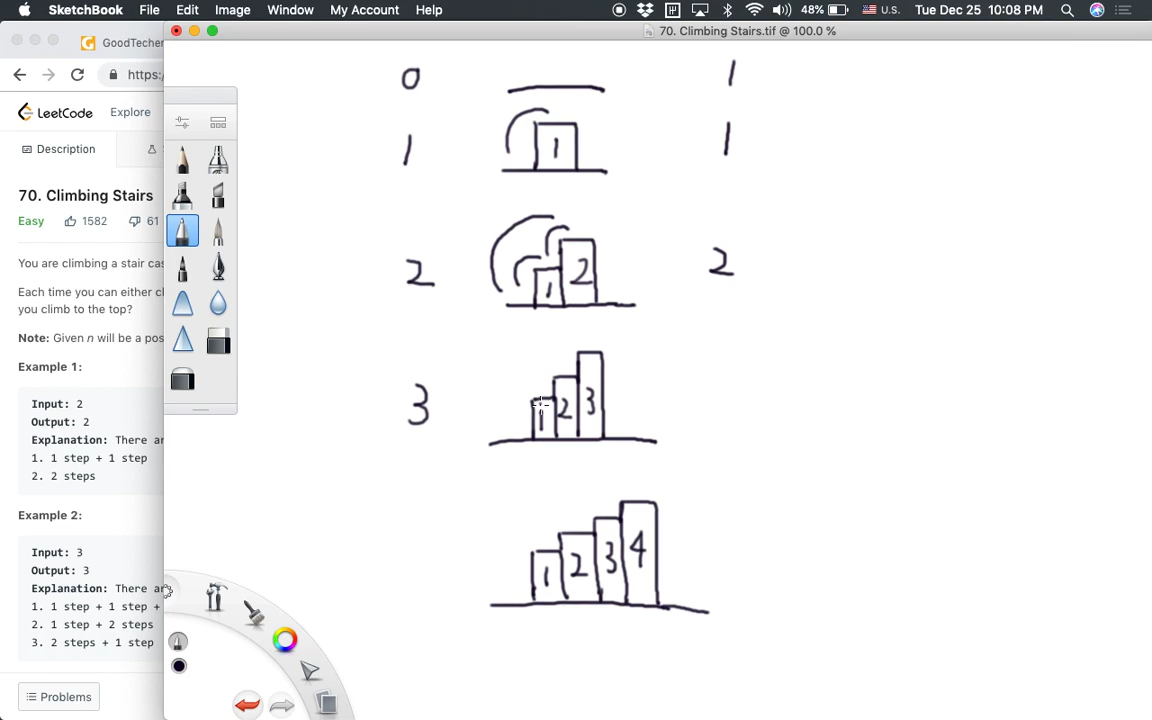 SketchBook File Edit Image Window My Account Help 48% U.S. Tue Dec 25 10:08 PM
70. Climbing Stairs.tif @ 100.0 %
GoodTecher
https:
LeetCode Explore
Description
70. Climbing Stairs
Easy 1582 61
You are climbing a stair
Each time you can either
you climb to the top?
Note: Given n will be a
Example 1:
Input: 2
Output: 2
Explanation: There
1. 1 step + 1 step
2. 2 steps
Example 2:
Input: 3
Output: 3
Explanation: There
1. 1 step + 1 step +
2. 1 step + 2 steps
3. 2 steps + 1 step
Problems
0 1
1 1 1
2 1 2 2
3 1 2 3
1 2 3 4